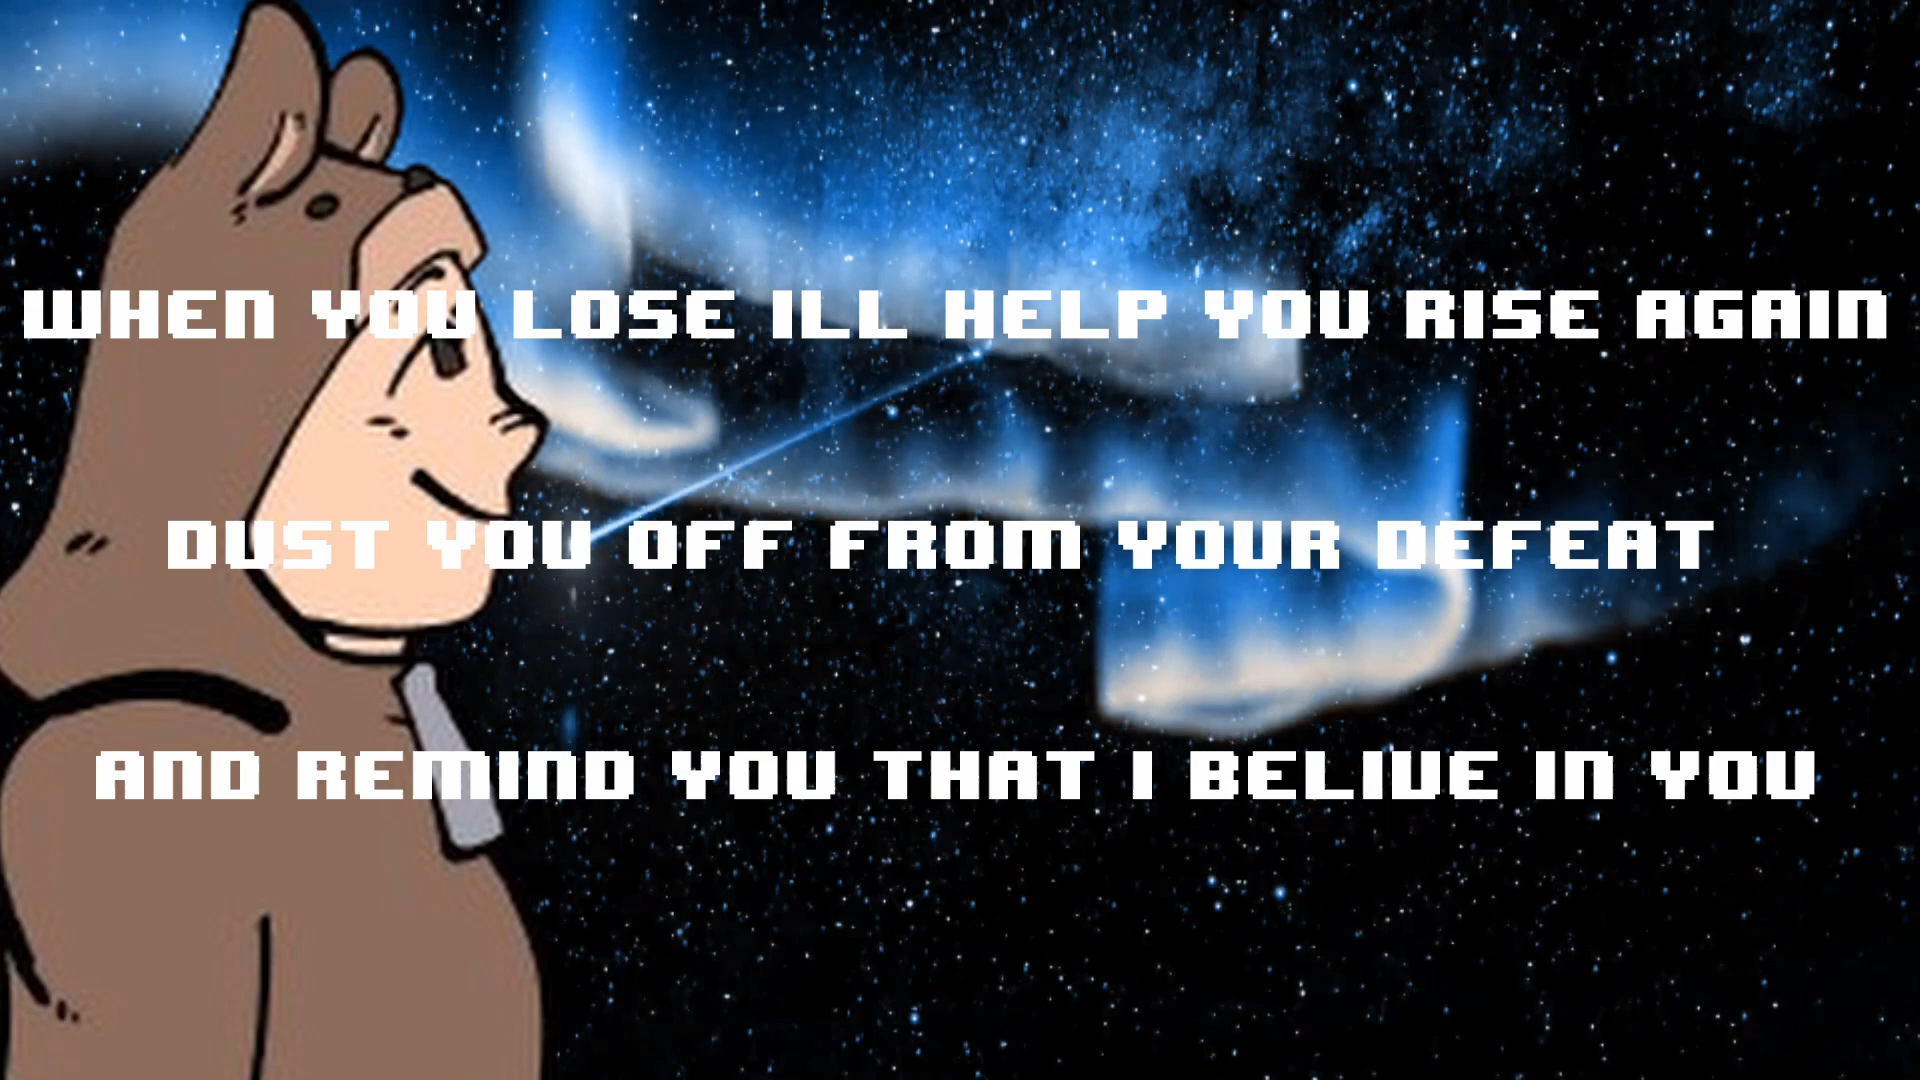 WHEN YOU LOSE ILL HELP YOU RISE AGAIN
DUST YOU OFF FROM YOUR DEFEAT
AND REMIND YOU THAT I BELIVE IN YOU